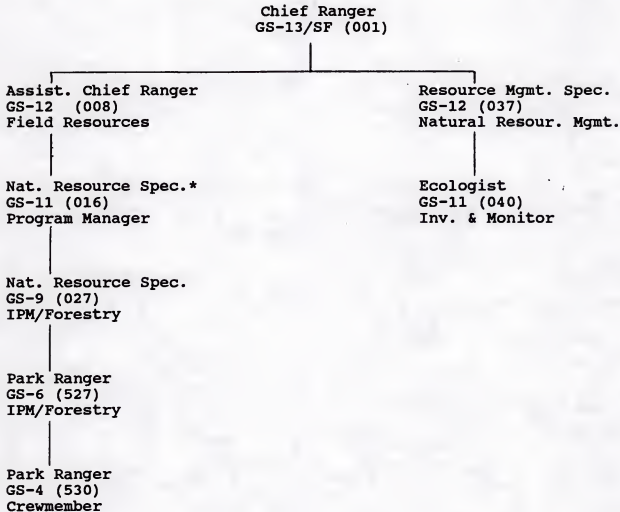 Chief Ranger
GS-13/SF (001)
Assist. Chief Ranger
GS-12 (008)
Field Resources
Resource Mgmt. Spec.
GS-12 (037)
Natural Resour. Mgmt.
Nat. Resource Spec.*
GS-11 (016)
Program Manager
Ecologist
GS-11 (040)
Inv. & Monitor
Nat. Resource Spec.
GS-9 (027)
IPM/Forestry
Park Ranger
GS-6 (527)
IPM/Forestry
Park Ranger
GS-4 (530)
Crewmember